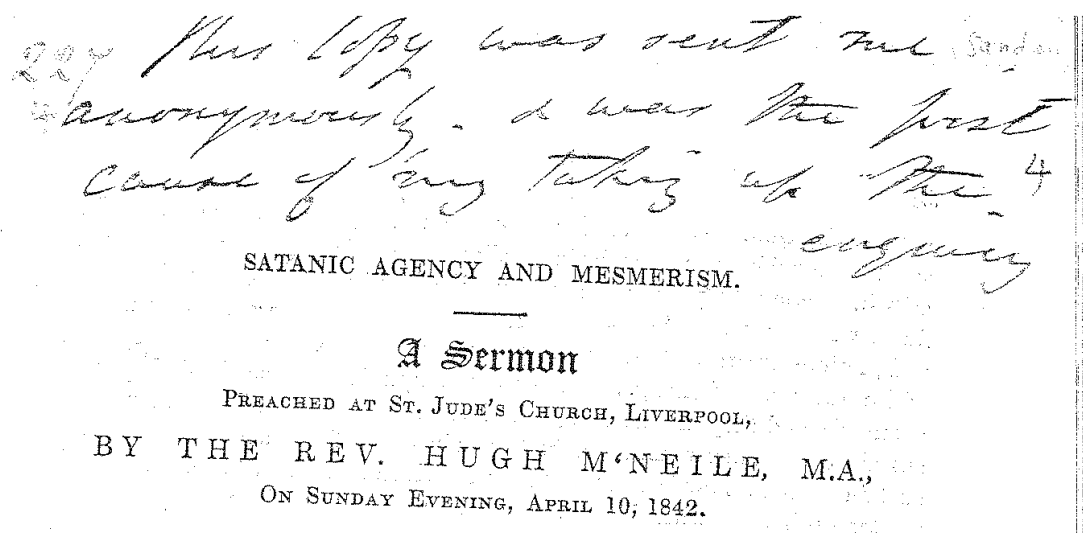 This Copy was sent me
227
anonymously. & was the first
cause of my taking up the
4
enquiry
SATANIC AGENCY AND MESMERISM.
A Sermon
PREACHED AT ST. JUDE'S CHURCH, LIVERPOOL,
BY THE REV. HUGH M'NEILE, M.A.,
ON SUNDAY EVENING, APRIL 10, 1842.